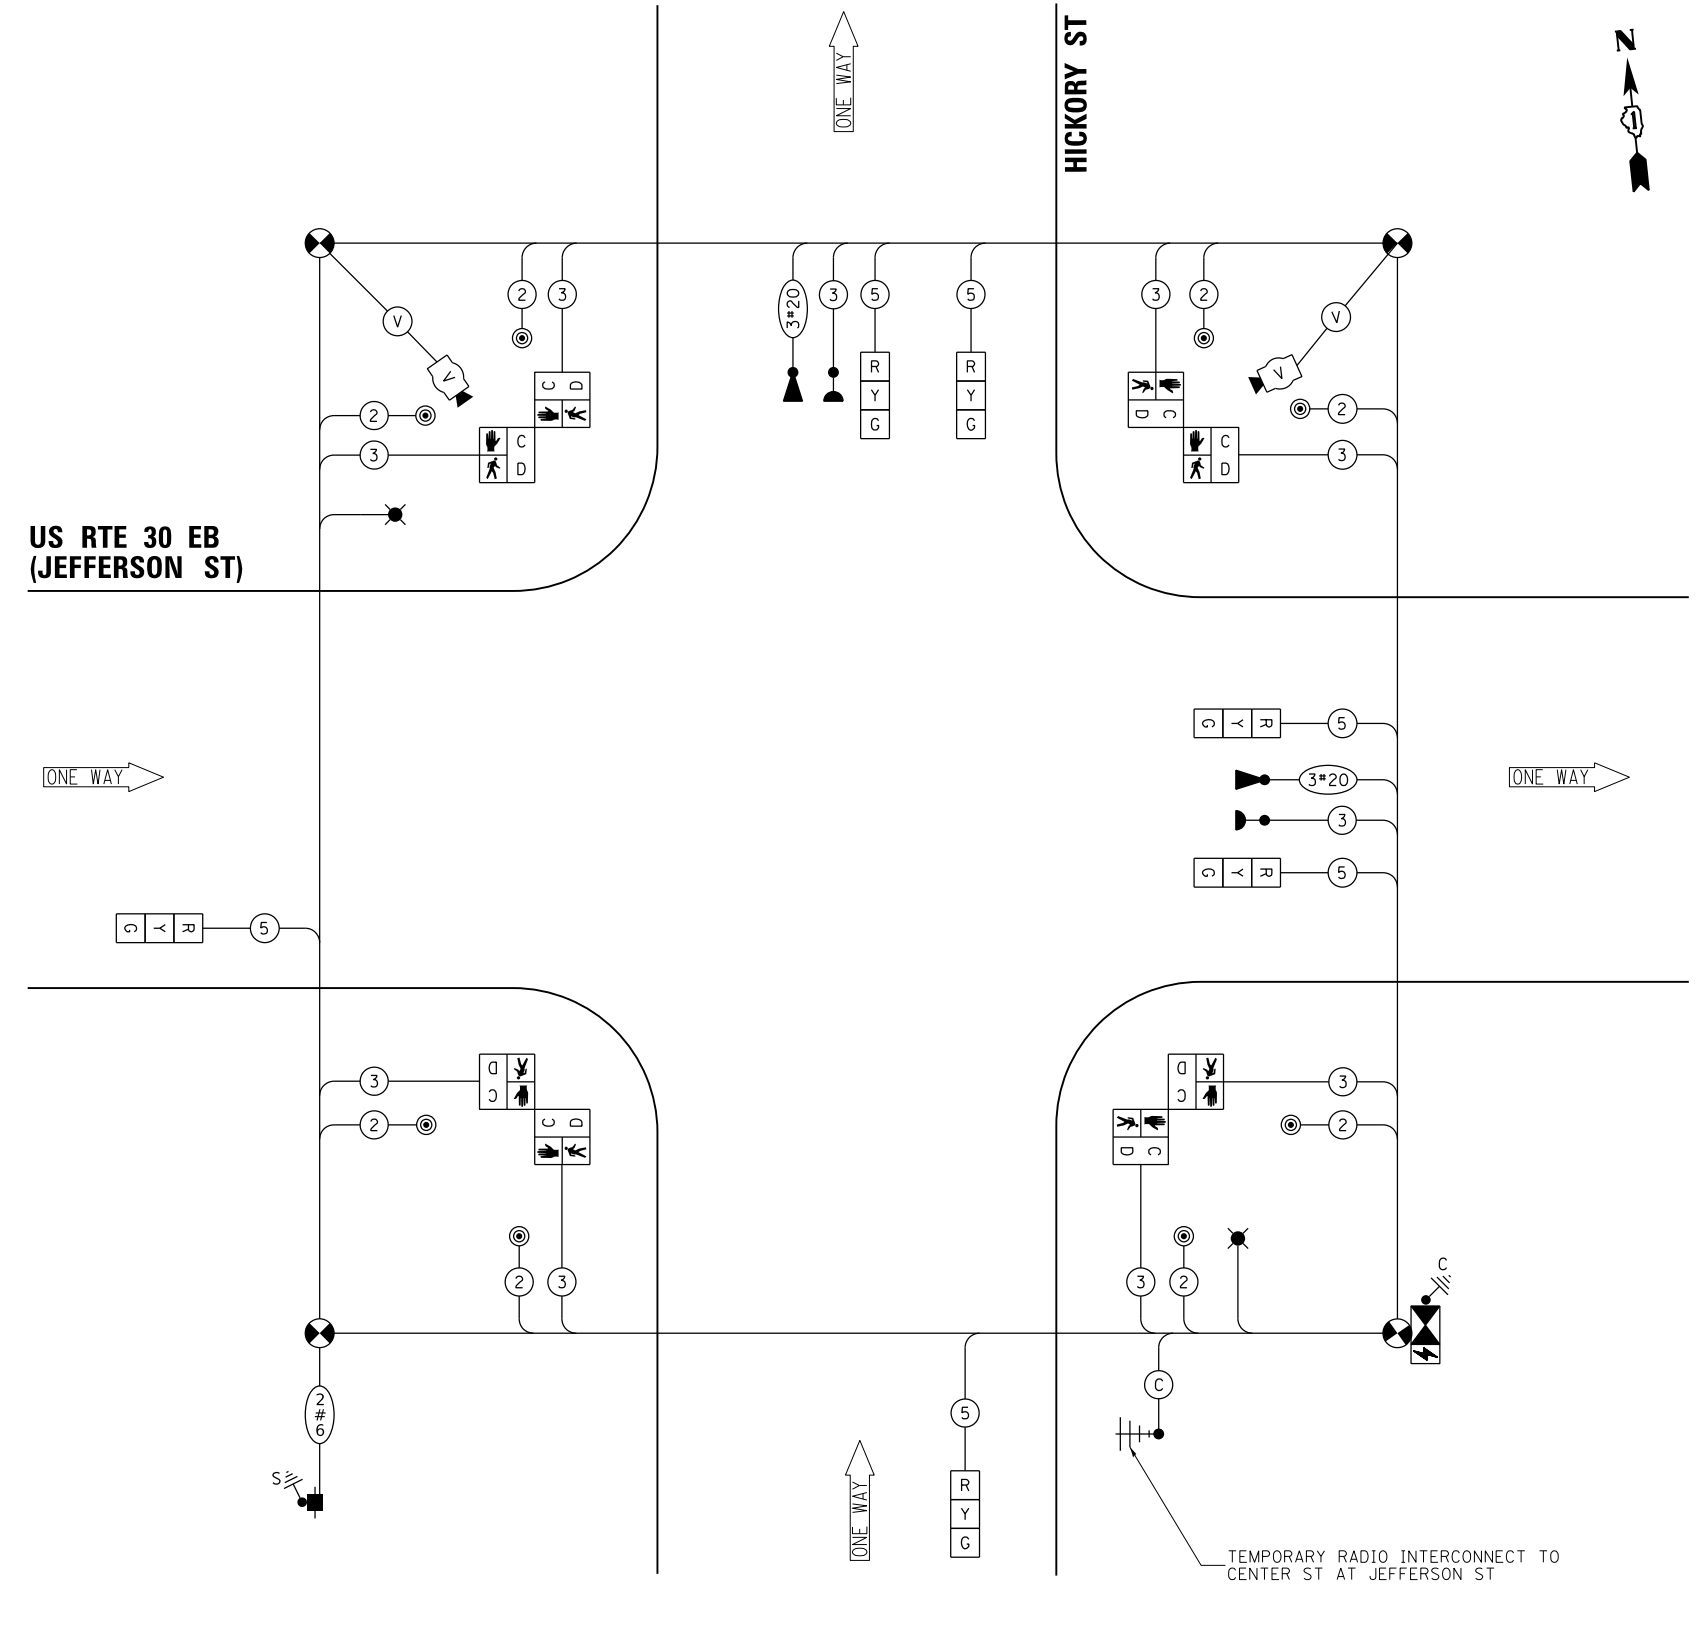 ONE WAY
HICKORY ST
N
1
2
3
3#20
3
5
5
3
2
V
V
V
V
R
Y
G
R
Y
G
C D
D C
2
2
3
C
D
C
D
3
US RTE 30 EB
(JEFFERSON ST)
G Y R
5
ONE WAY
3#20
ONE WAY
3
G Y R
5
G Y R
5
3
D
C
D
C
3
2
C D
D C
2
2
3
3
2
C
C
5
2
#
6
S
R
Y
G
ONE WAY
TEMPORARY RADIO INTERCONNECT TO
CENTER ST AT JEFFERSON ST